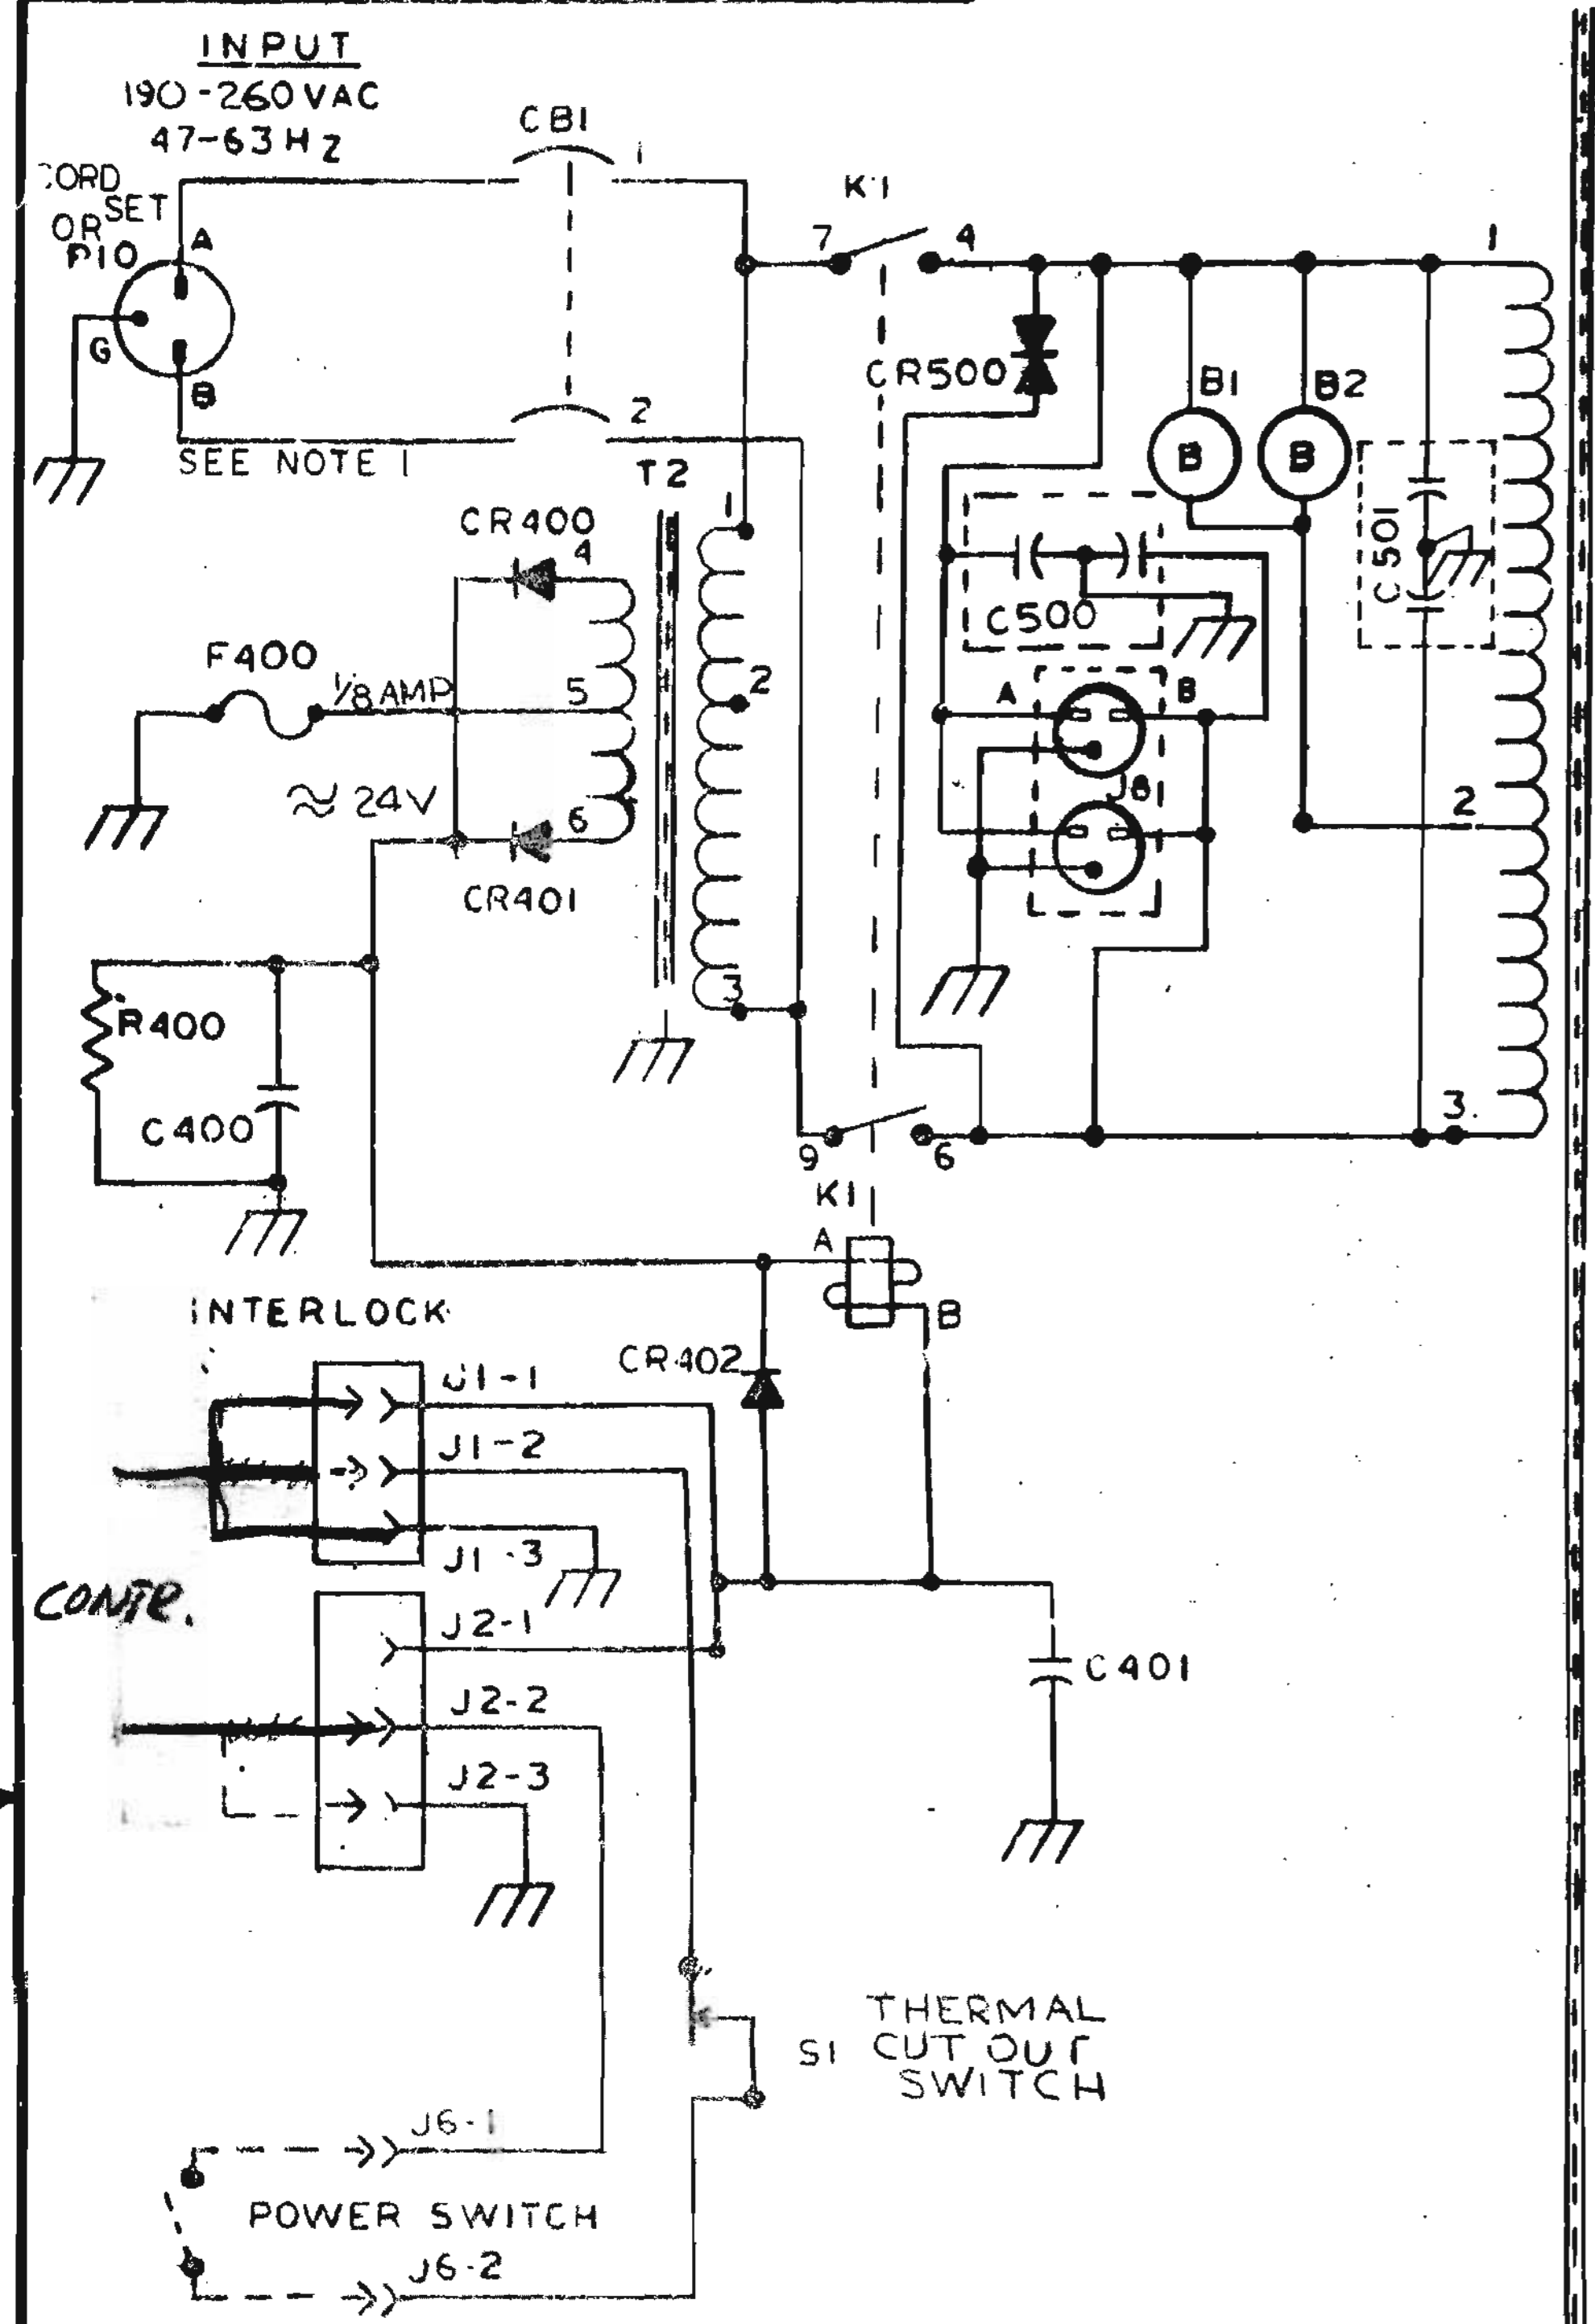 INPUT
190-260VAC
47-63 Hz
CORD SET
OR
P10
A
G
B
SEE NOTE 1
CB1
1
2
K1
7
4
1
CR500
B1
B2
B
B
C501
T2
CR400
4
1
F400
1/8 AMP
5
2
C500
A
B
J8
≈ 24V
6
CR401
2
3
R400
C400
3.
9
6
K1
A
B
INTERLOCK
CR402
J1-1
J1-2
J1-3
CONTR.
J2-1
J2-2
J2-3
C401
THERMAL
S1 CUT OUT
SWITCH
J6-1
POWER SWITCH
J6-2